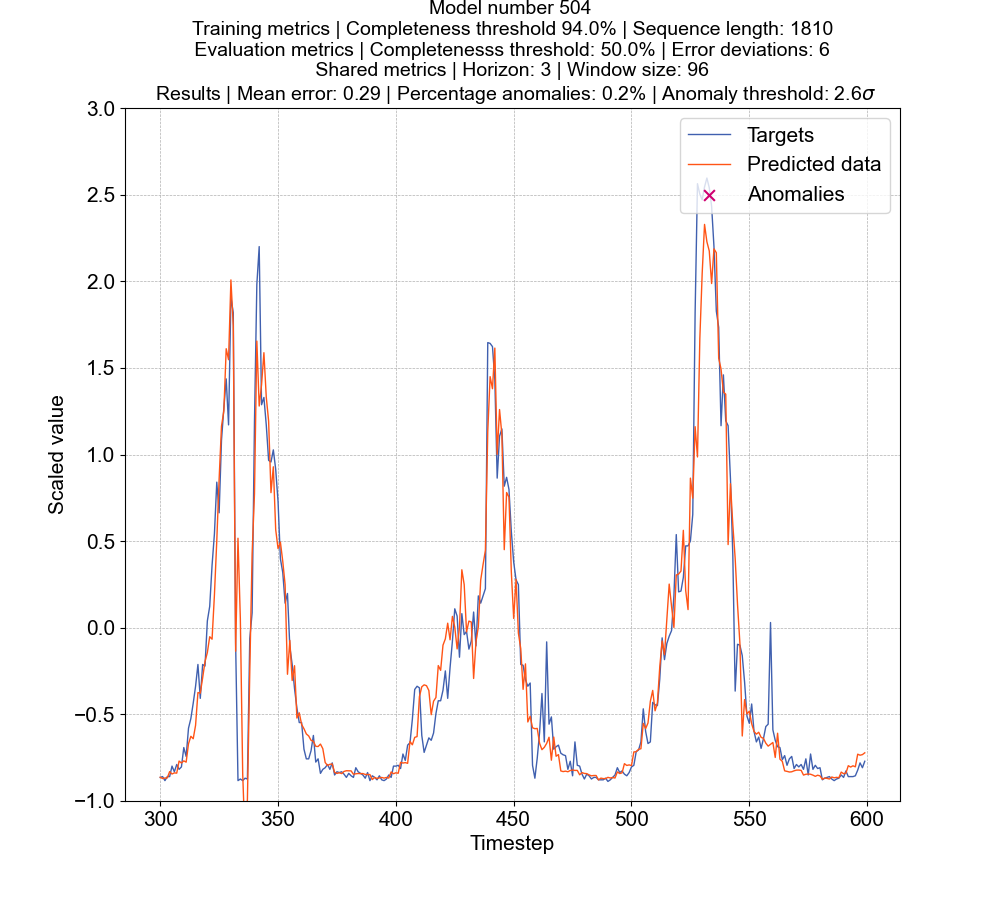 Model number 504
Training metrics | Completeness threshold 94.0% | Sequence length: 1810
Evaluation metrics | Completenesss threshold: 50.0% | Error deviations: 6
Shared metrics | Horizon: 3 | Window size: 96
Results | Mean error: 0.29 | Percentage anomalies: 0.2% | Anomaly threshold: 2.6σ
3.0
2.5
2.0
1.5
1.0
0.5
0.0
−0.5
−1.0
Scaled value
Targets
Predicted data
Anomalies
300 350 400 450 500 550 600
Timestep